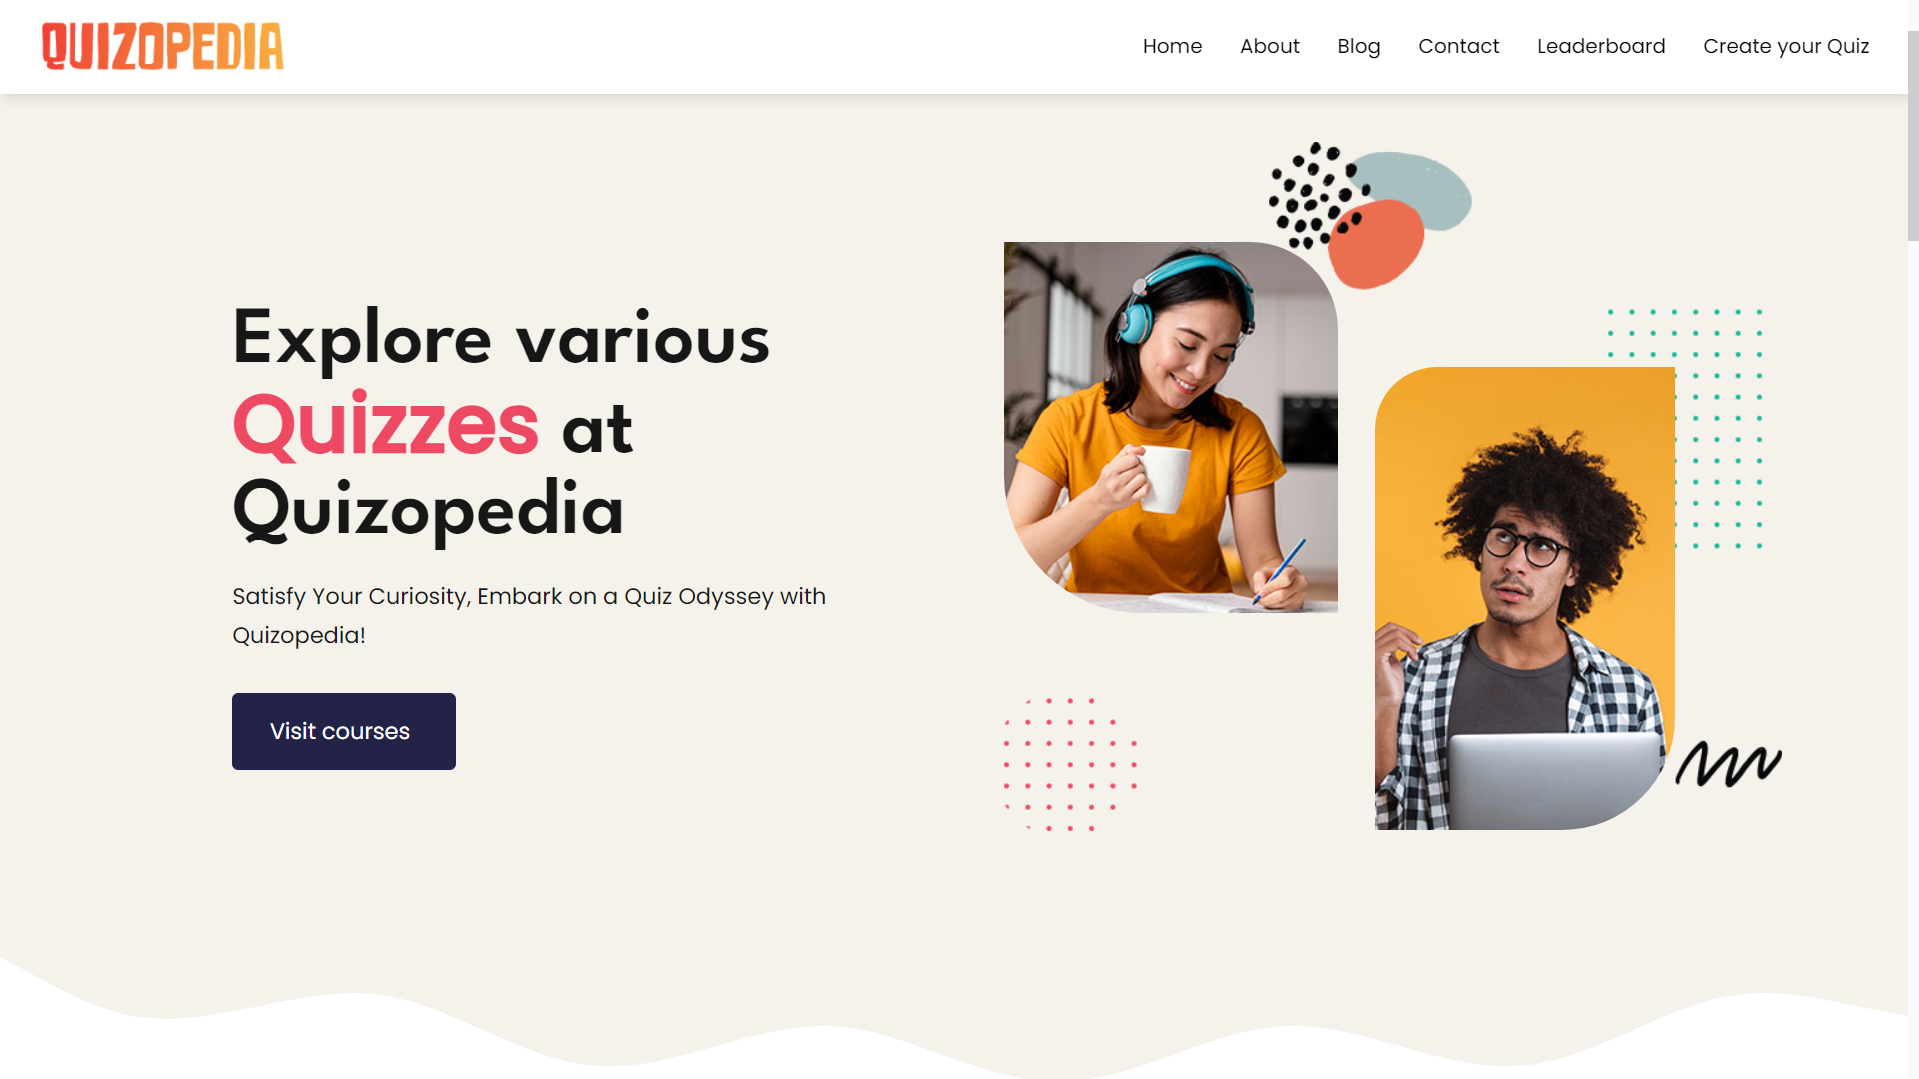 QUIZOPEDIA
Home About Blog Contact Leaderboard Create your Quiz
Explore various
Quizzes at
Quizopedia
Satisfy Your Curiosity, Embark on a Quiz Odyssey with
Quizopedia!
Visit courses